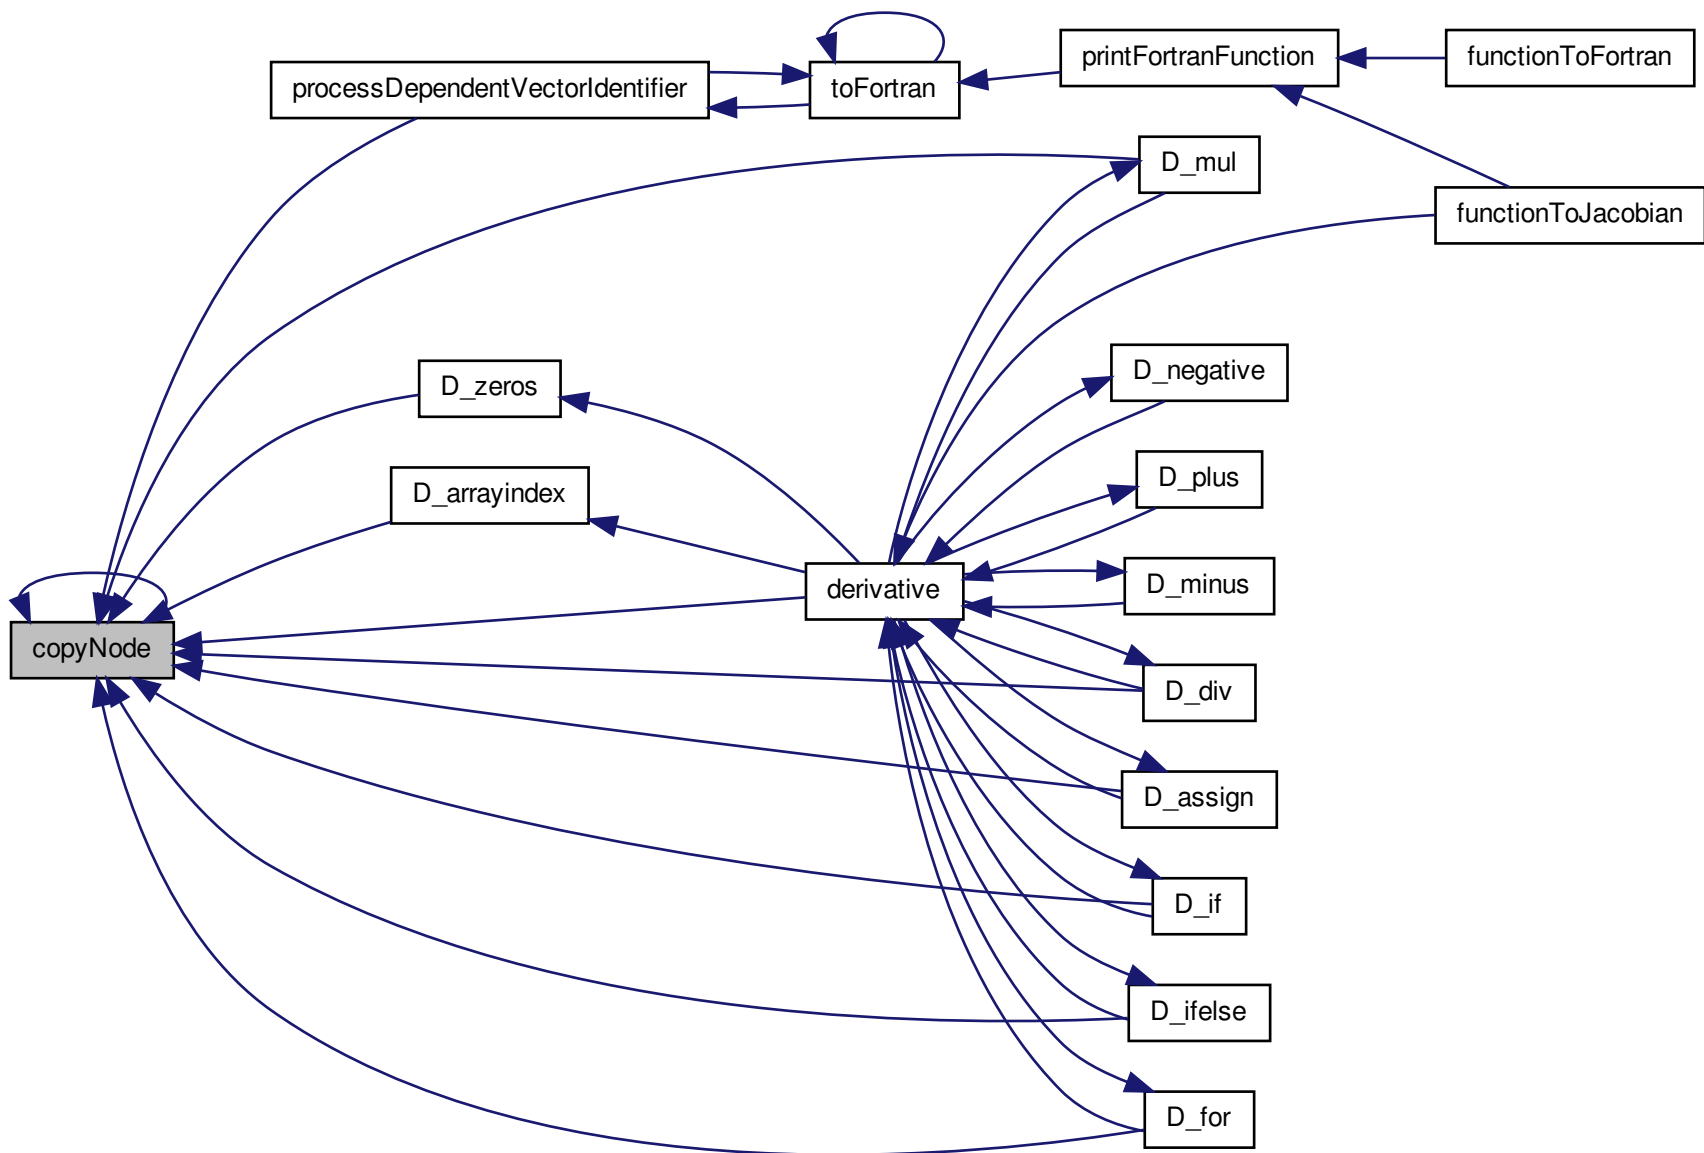 printFortranFunction
functionToFortran
processDependentVectorIdentifier
toFortran
D_mul
functionToJacobian
D_negative
D_zeros
D_plus
D_arrayindex
derivative
D_minus
copyNode
D_div
D_assign
D_if
D_ifelse
D_for